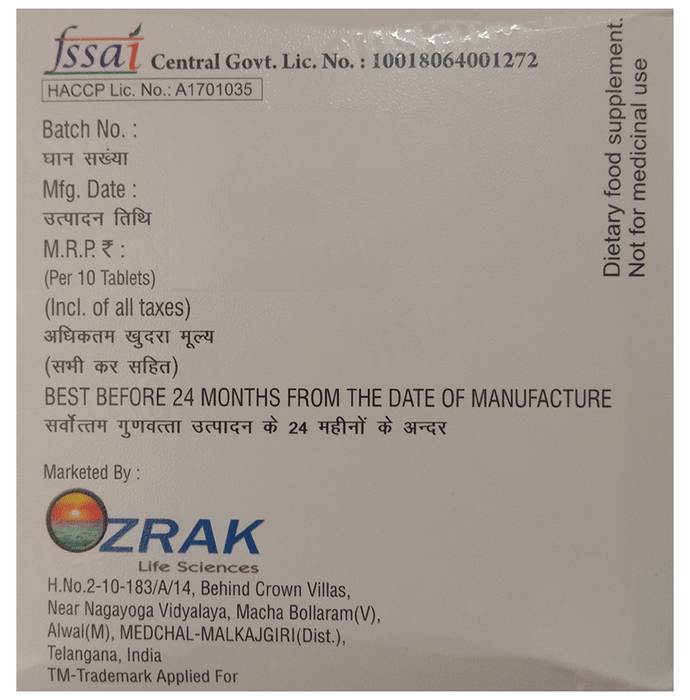 fssai Central Govt. Lic. No. : 10018064001272
HACCP Lic. No.: A1701035
Batch No. :
घान सख्या
Mfg. Date :
उत्पादन तिथि
M.R.P. ₹ :
(Per 10 Tablets)
(Incl. of all taxes)
अधिकतम खुदरा मूल्य
(सभी कर सहित)
BEST BEFORE 24 MONTHS FROM THE DATE OF MANUFACTURE
सर्वोत्तम गुणवत्ता उत्पादन के 24 महीनों के अन्दर
Marketed By :
OZRAK
Life Sciences
H.No.2-10-183/A/14, Behind Crown Villas,
Near Nagayoga Vidyalaya, Macha Bollaram(V),
Alwal(M), MEDCHAL-MALKAJGIRI(Dist.),
Telangana, India
TM-Trademark Applied For
Dietary food supplement.
Not for medicinal use